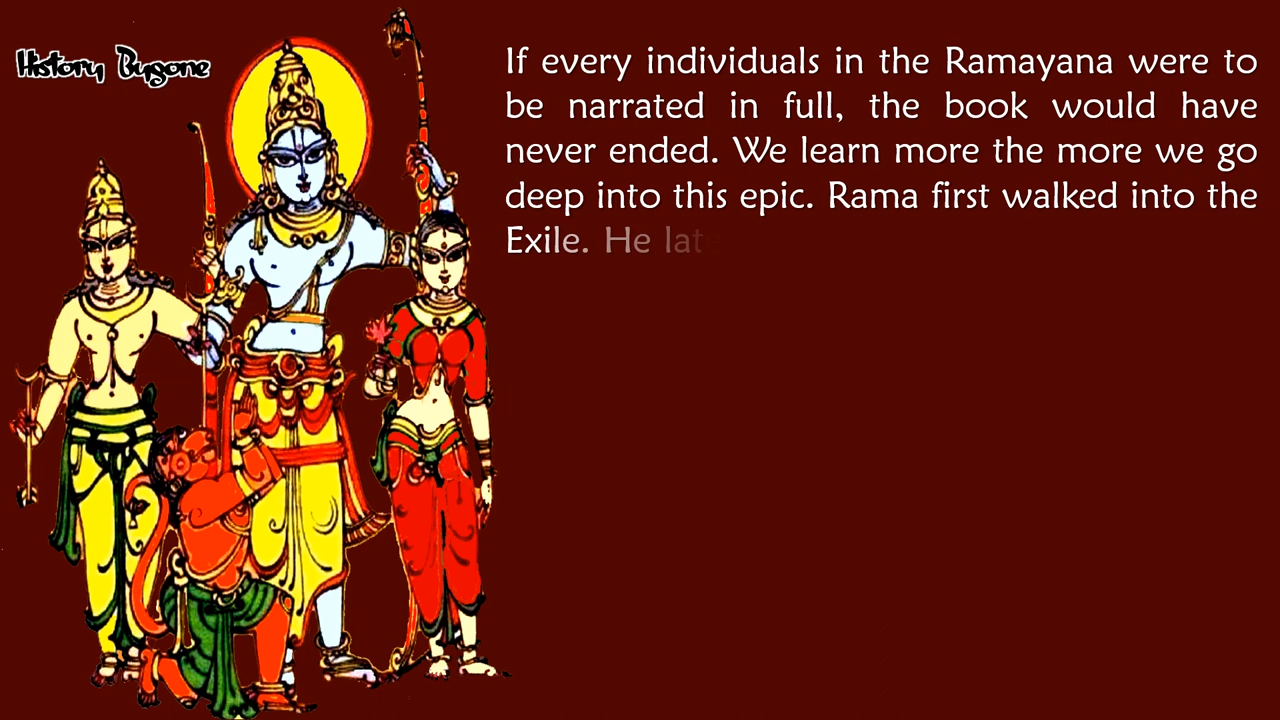 History Bygone
If every individuals in the Ramayana were to
be narrated in full, the book would have
never ended. We learn more the more we go
deep into this epic. Rama first walked into the
Exile. He